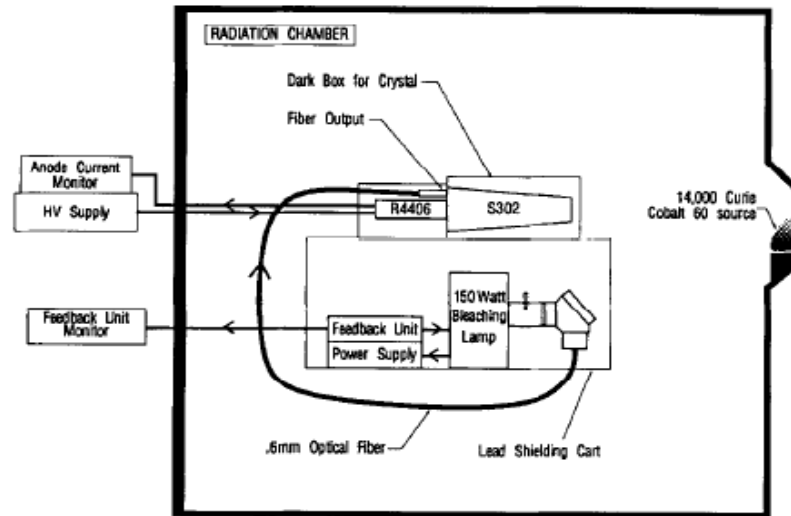 RADIATION CHAMBER
Dark Box for Crystal
Fiber Output
Anode Current
Monitor
HV Supply
R4406
S302
14,000 Curie
Cobalt 60 source
Feedback Unit
Monitor
Feedback Unit
Power Supply
150 Watt
Bleaching
Lamp
.6mm Optical Fiber
Lead Shielding Cart